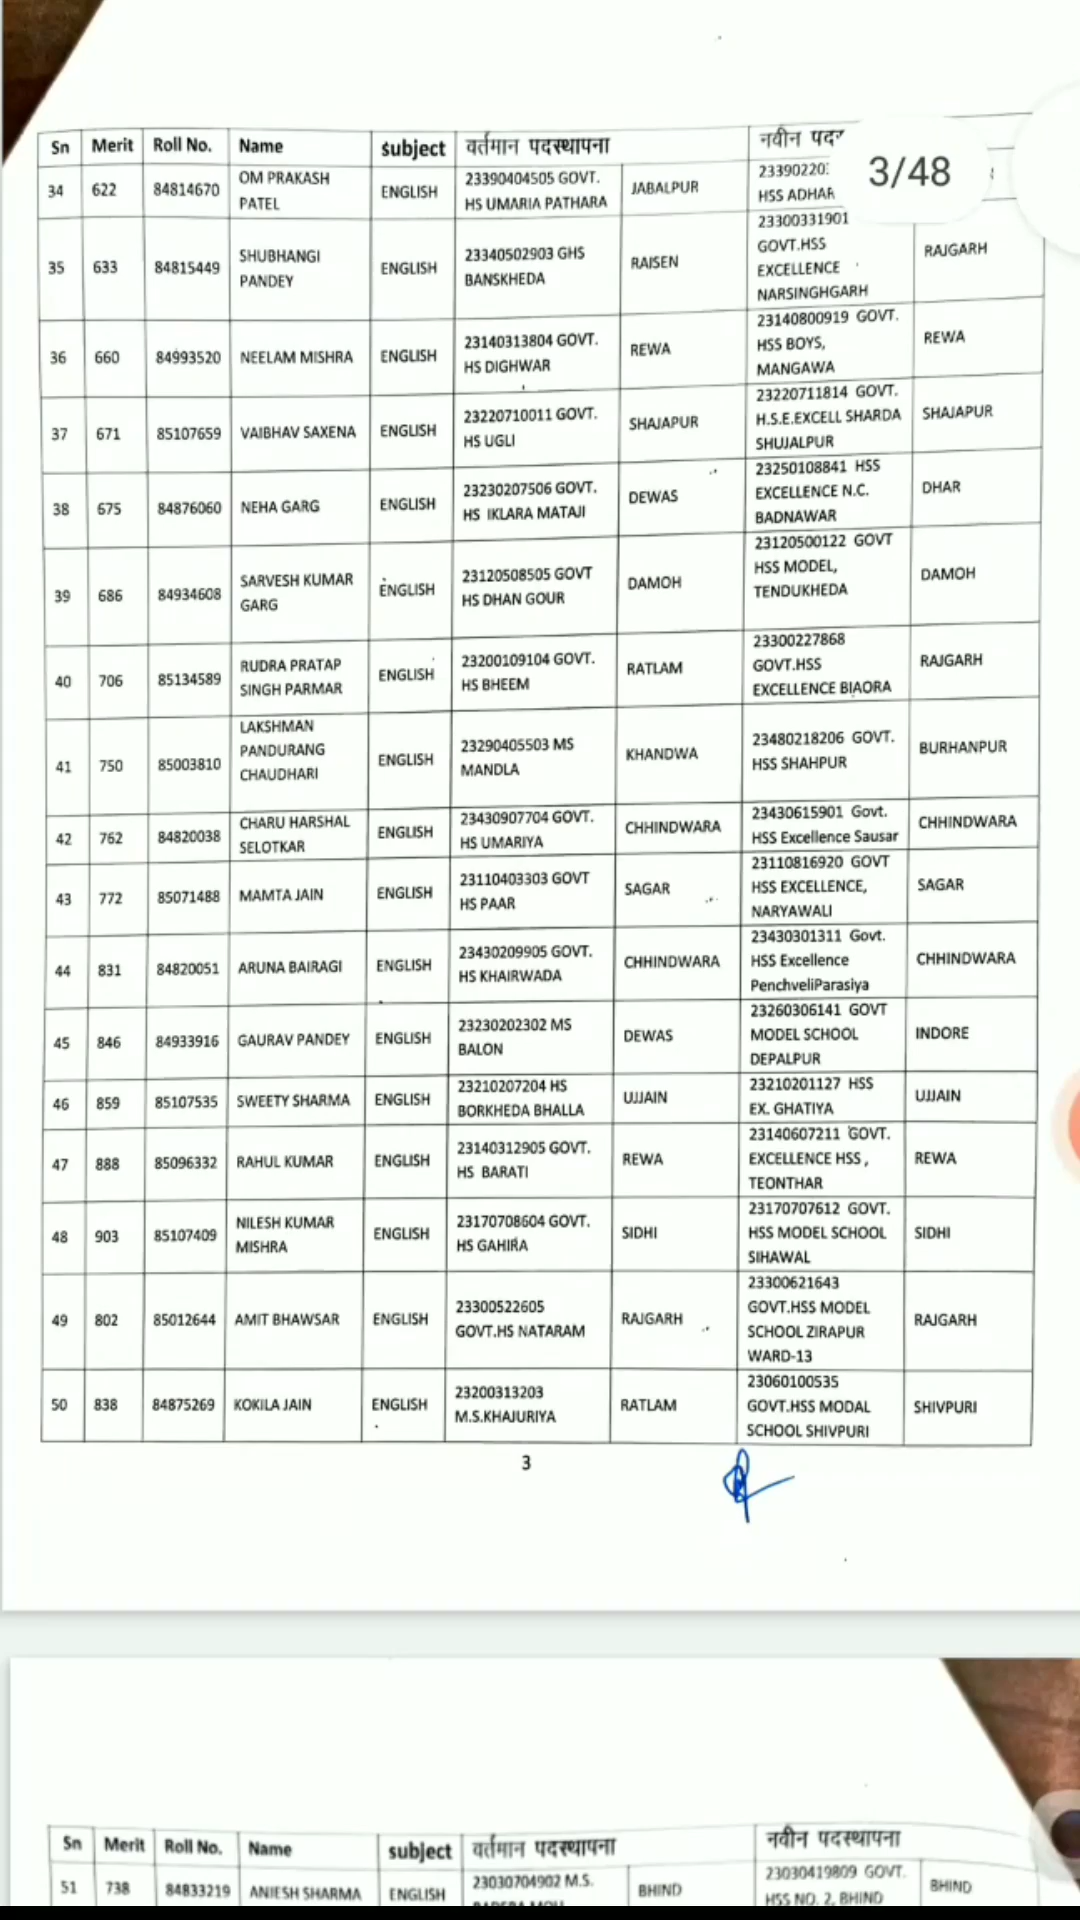 3/48
Sn Merit Roll No. Name subject वर्तमान पदस्थापना नवीन
34 622 84814670 OM PRAKASH PATEL ENGLISH 23390404505 GOVT. HS UMARIA PATHARA JABALPUR HSS
35 633 84815449 SHUBHANGI PANDEY ENGLISH 23340502903 GHS BANSKHEDA RAISEN 23300331901 GOVT.HSS EXCELLENCE NARSINGHGARH RAJGARH
36 660 84993520 NEELAM MISHRA ENGLISH 23140313804 GOVT. HS DIGHWAR REWA 23140800919 GOVT. HSS BOYS, MANGAWA REWA
37 671 85107659 VAIBHAV SAXENA ENGLISH 23220710011 GOVT. HS UGLI SHAJAPUR 23220711814 GOVT. H.S.E.EXCELL SHARDA SHUJALPUR SHAJAPUR
38 675 84876060 NEHA GARG ENGLISH 23230207506 GOVT. HS IKLARA MATAJI DEWAS 23250108841 HSS EXCELLENCE N.C. BADNAWAR DHAR
39 686 84934608 SARVESH KUMAR GARG ENGLISH 23120508505 GOVT HS DHAN GOUR DAMOH 23120500122 GOVT HSS MODEL, TENDUKHEDA DAMOH
40 706 85134589 RUDRA PRATAP SINGH PARMAR ENGLISH 23200109104 GOVT. HS BHEEM RATLAM 23300227868 GOVT.HSS EXCELLENCE BIAORA RAJGARH
41 750 85003810 LAKSHMAN PANDURANG CHAUDHARI ENGLISH 23290405503 MS MANDLA KHANDWA 23480218206 GOVT. HSS SHAHPUR BURHANPUR
42 762 84820038 CHARU HARSHAL SELOTKAR ENGLISH 23430907704 GOVT. HS UMARIYA CHHINDWARA 23430615901 Govt. HSS Excellence Sausar CHHINDWARA
43 772 85071488 MAMTA JAIN ENGLISH 23110403303 GOVT HS PAAR SAGAR 23110816920 GOVT HSS EXCELLENCE, NARYAWALI SAGAR
44 831 84820051 ARUNA BAIRAGI ENGLISH 23430209905 GOVT. HS KHAIRWADA CHHINDWARA 23430301311 Govt. HSS Excellence PenchveliParasiya CHHINDWARA
45 846 84933916 GAURAV PANDEY ENGLISH 23230202302 MS BALON DEWAS 23260306141 GOVT MODEL SCHOOL DEPALPUR INDORE
46 859 85107535 SWEETY SHARMA ENGLISH 23210207204 HS BORKHEDA BHALLA UJJAIN 23210201127 HSS EX. GHATIYA UJJAIN
47 888 85096332 RAHUL KUMAR ENGLISH 23140312905 GOVT. HS BARATI REWA 23140607211 GOVT. EXCELLENCE HSS, TEONTHAR REWA
48 903 85107409 NILESH KUMAR MISHRA ENGLISH 23170708604 GOVT. HS GAHIRA SIDHI 23170707612 GOVT. HSS MODEL SCHOOL SIHAWAL SIDHI
49 802 85012644 AMIT BHAWSAR ENGLISH 23300522605 GOVT.HS NATARAM RAJGARH 23300621643 GOVT.HSS MODEL SCHOOL ZIRAPUR WARD-13 RAJGARH
50 838 84875269 KOKILA JAIN ENGLISH 23200313203 M.S.KHAJURIYA RATLAM 23060100535 GOVT.HSS MODAL SCHOOL SHIVPURI SHIVPURI
3
Sn Merit Roll No. Name subject वर्तमान पदस्थापना नवीन पदस्थापना
51 738 84833219 ANJESH SHARMA ENGLISH 23030704902 M.S. BHIND 23030419809 GOVT. HSS NO. 2, BHIND BHIND